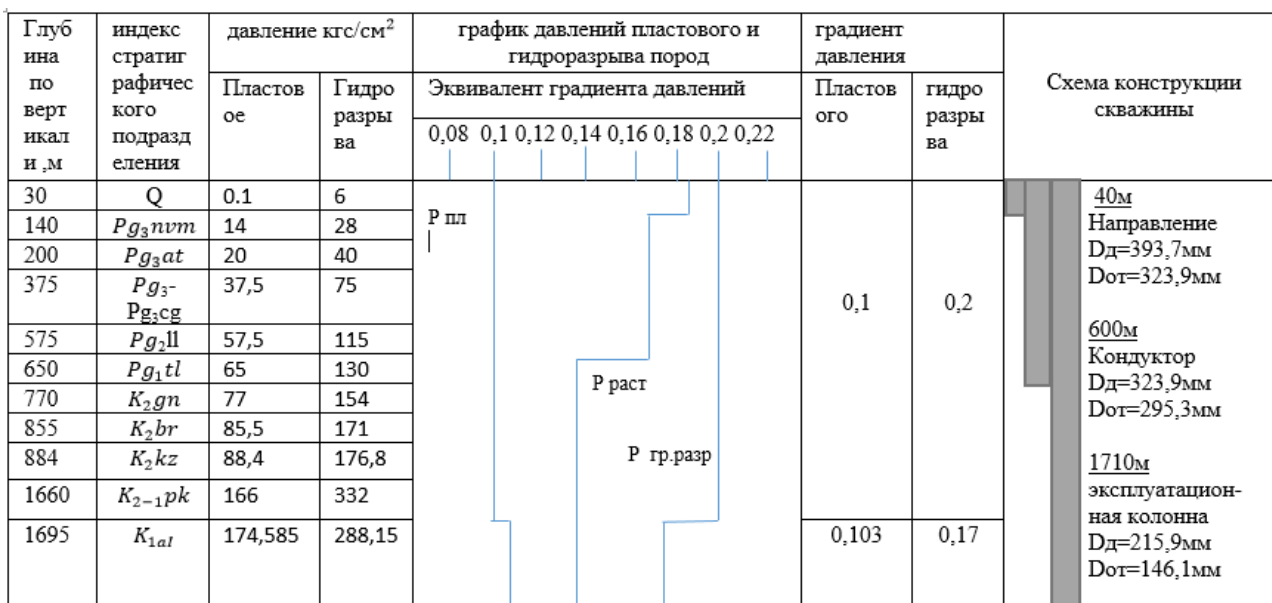 Глуб
ина
по
верт
икал
и ,м
индекс
стратиг
рафичес
кого
подразд
еления
давление кгс/см²
Пластов
ое
Гидро
разры
ва
график давлений пластового и
гидроразрыва пород
Эквивалент градиента давлений
0,08 0,1 0,12 0,14 0,16 0,18 0,2 0,22
градиент
давления
Пластов
ого
гидро
разры
ва
Схема конструкции
скважины
30 Q 0.1 6
140 Pg₃nvm 14 28
200 Pg₃at 20 40
375 Pg₃- 37,5 75
Pg₃cg
575 Pg₂ll 57,5 115
650 Pg₁tl 65 130
770 K₂gn 77 154
855 K₂br 85,5 171
884 K₂kz 88,4 176,8
1660 K₂₋₁pk 166 332
1695 K₁aI 174,585 288,15
Р пл
Р раст
Р гр.разр
0,1 0,2
0,103 0,17
40м
Направление
Dд=393,7мм
Dот=323,9мм
600м
Кондуктор
Dд=323,9мм
Dот=295,3мм
1710м
эксплуатацион-
ная колонна
Dд=215,9мм
Dот=146,1мм